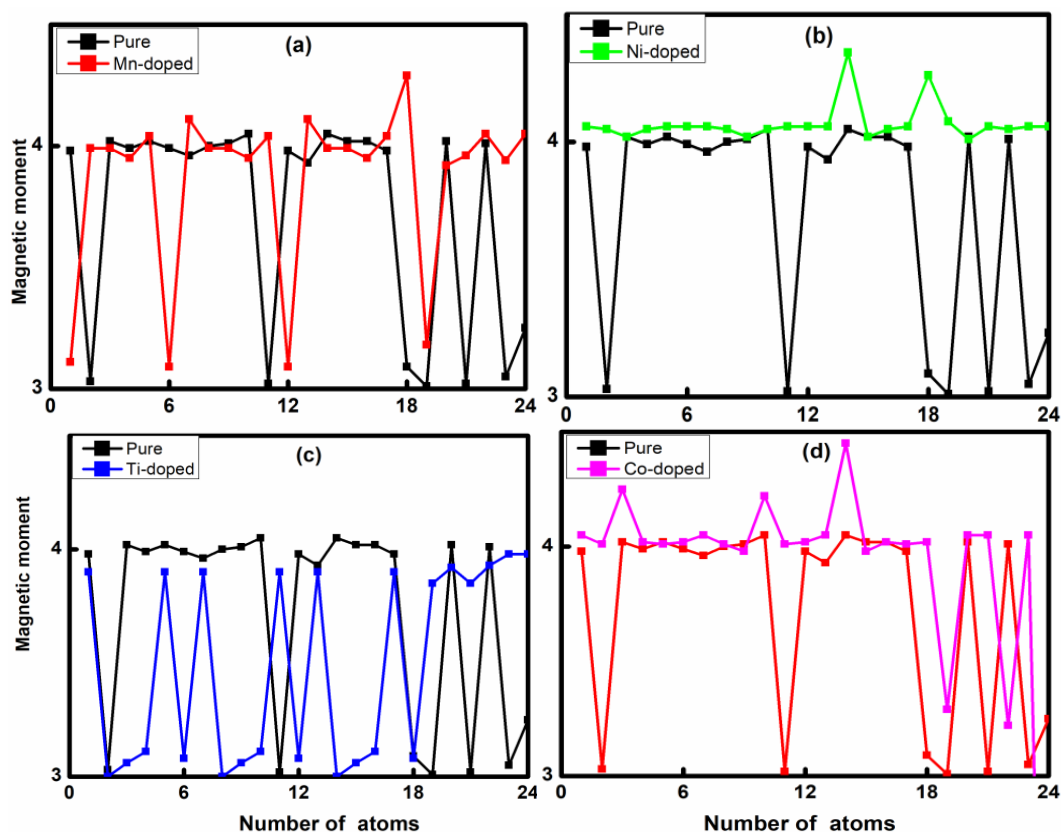 (a)
Pure
Mn-doped
Magnetic moment
4
3
0
6
12
18
24
(b)
Pure
Ni-doped
4
3
0
6
12
18
24
(c)
Pure
Ti-doped
Magnetic moment
4
3
0
6
12
18
24
Number of atoms
(d)
Pure
Co-doped
4
3
0
6
12
18
24
Number of atoms